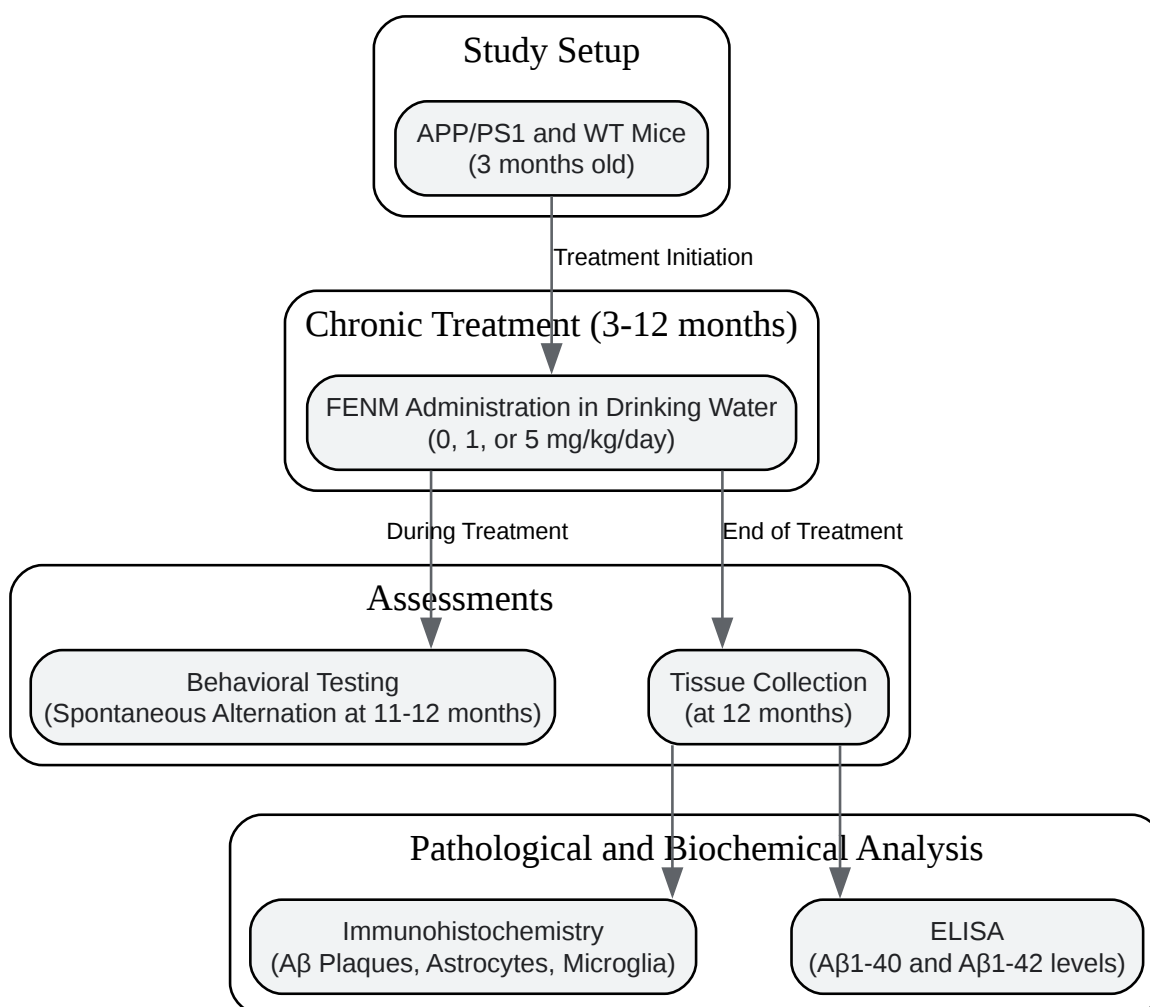 Study Setup
APP/PS1 and WT Mice
(3 months old)
Treatment Initiation
Chronic Treatment (3-12 months)
FENM Administration in Drinking Water
(0, 1, or 5 mg/kg/day)
During Treatment
End of Treatment
Assessments
Behavioral Testing
(Spontaneous Alternation at 11-12 months)
Tissue Collection
(at 12 months)
Pathological and Biochemical Analysis
Immunohistochemistry
(Aβ Plaques, Astrocytes, Microglia)
ELISA
(Aβ1-40 and Aβ1-42 levels)